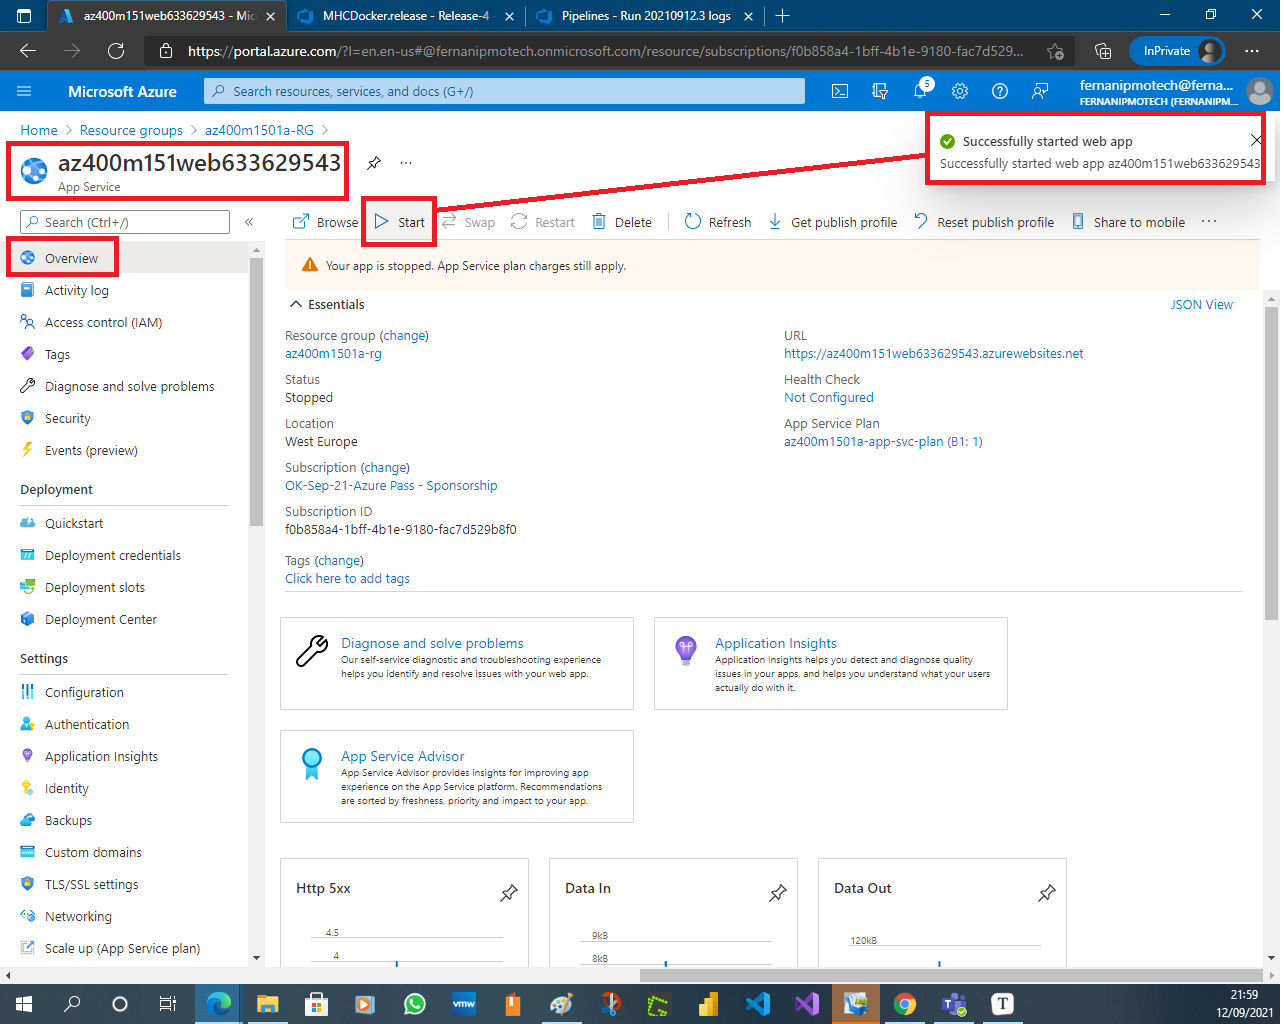 az400m151web633629543 - Mic
MHCDocker.release - Release-4 -
Pipelines - Run 20210912.3 logs
https://portal.azure.com/?l=en.en-us#@fernanipmotech.onmicrosoft.com/resource/subscriptions/f0b858a4-1bff-4b1e-9180-fac7d529...
InPrivate
Microsoft Azure
Search resources, services, and docs (G+/)
5
fernanipmotech@ferna...
FERNANIPMOTECH (FERNANIPM...
Home > Resource groups > az400m1501a-RG >
az400m151web633629543
App Service
Successfully started web app
Successfully started web app az400m151web633629543
Search (Ctrl+/)
Browse
Start
Swap
Restart
Delete
Refresh
Get publish profile
Reset publish profile
Share to mobile
Your app is stopped. App Service plan charges still apply.
Overview
Activity log
Access control (IAM)
Tags
Diagnose and solve problems
Security
Events (preview)
Deployment
Quickstart
Deployment credentials
Deployment slots
Deployment Center
Settings
Configuration
Authentication
Application Insights
Identity
Backups
Custom domains
TLS/SSL settings
Networking
Scale up (App Service plan)
Essentials
JSON View
Resource group (change)
az400m1501a-rg
Status
Stopped
Location
West Europe
Subscription (change)
OK-Sep-21-Azure Pass - Sponsorship
Subscription ID
f0b858a4-1bff-4b1e-9180-fac7d529b8f0
Tags (change)
Click here to add tags
URL
https://az400m151web633629543.azurewebsites.net
Health Check
Not Configured
App Service Plan
az400m1501a-app-svc-plan (B1: 1)
Diagnose and solve problems
Our self-service diagnostic and troubleshooting experience
helps you identify and resolve issues with your web app.
Application Insights
Application Insights helps you detect and diagnose quality
issues in your apps, and helps you understand what your users
actually do with it.
App Service Advisor
App Service Advisor provides insights for improving app
experience on the App Service platform. Recommendations
are sorted by freshness, priority and impact to your app.
Http 5xx
4.5
4
Data In
9kB
8kB
Data Out
120kB
vmw
T
21:59
12/09/2021